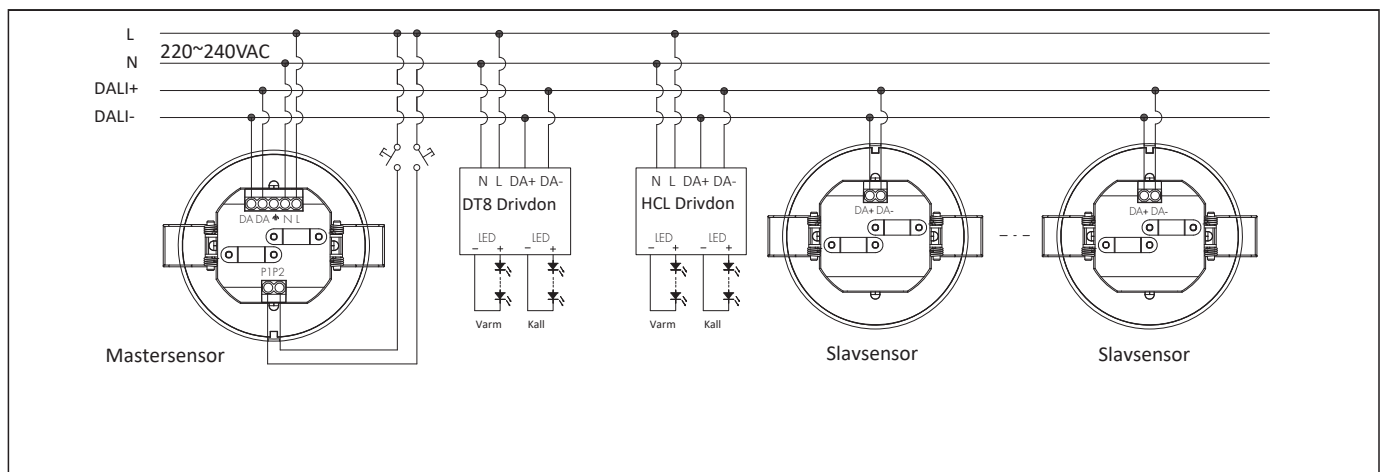 L
220~240VAC
N
DALI+
DALI-
DA DA N L
P1P2
Mastersensor
N L DA+ DA-
DT8 Drivdon
LED LED
– + – +
Varm Kall
N L DA+ DA-
HCL Drivdon
LED LED
– + – +
Varm Kall
DA+ DA-
Slavsensor
DA+ DA-
Slavsensor